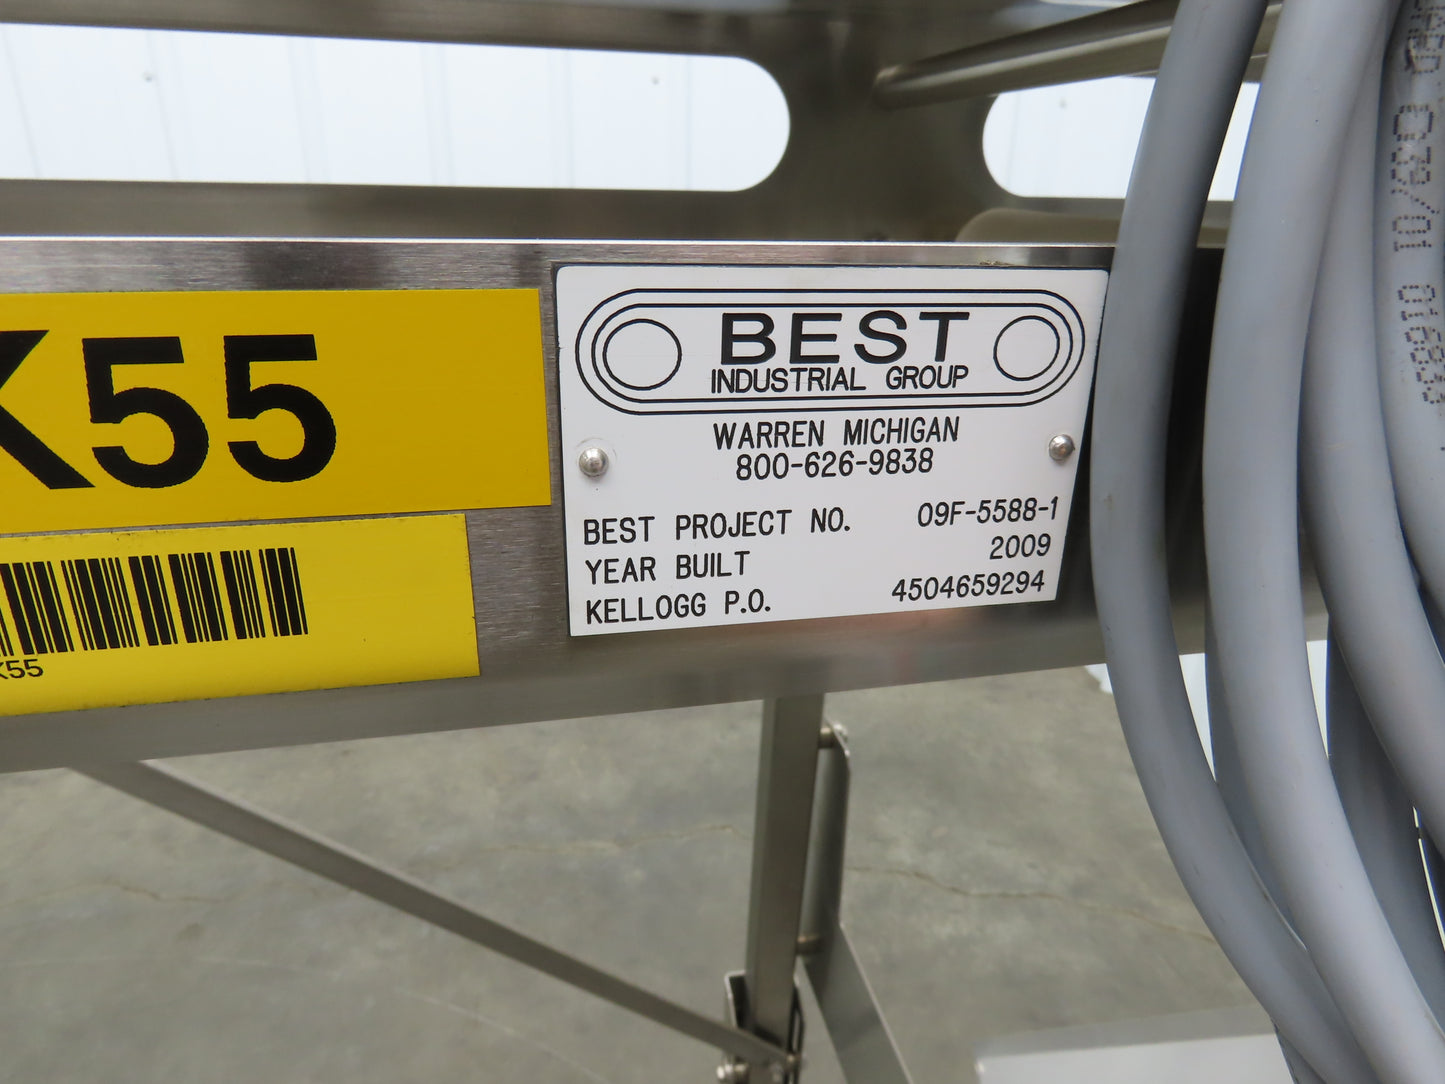 K55
K55
BEST
INDUSTRIAL GROUP
WARREN MICHIGAN
800-626-9838
BEST PROJECT NO. 09F-5588-1
YEAR BUILT 2009
KELLOGG P.O. 4504659294